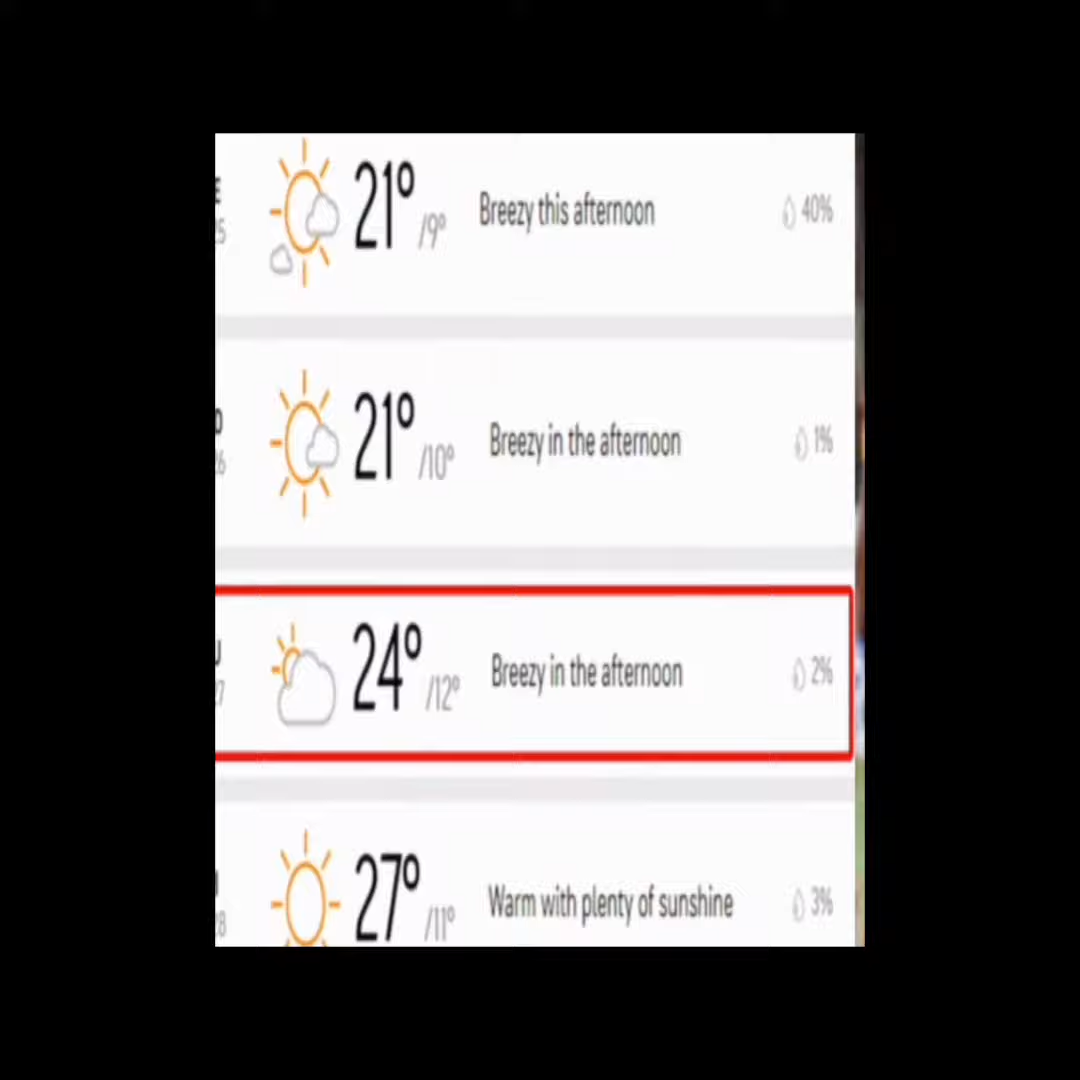 21° /9° Breezy this afternoon 40%
21° /10° Breezy in the afternoon 1%
24° /12° Breezy in the afternoon 2%
27° /11° Warm with plenty of sunshine 3%